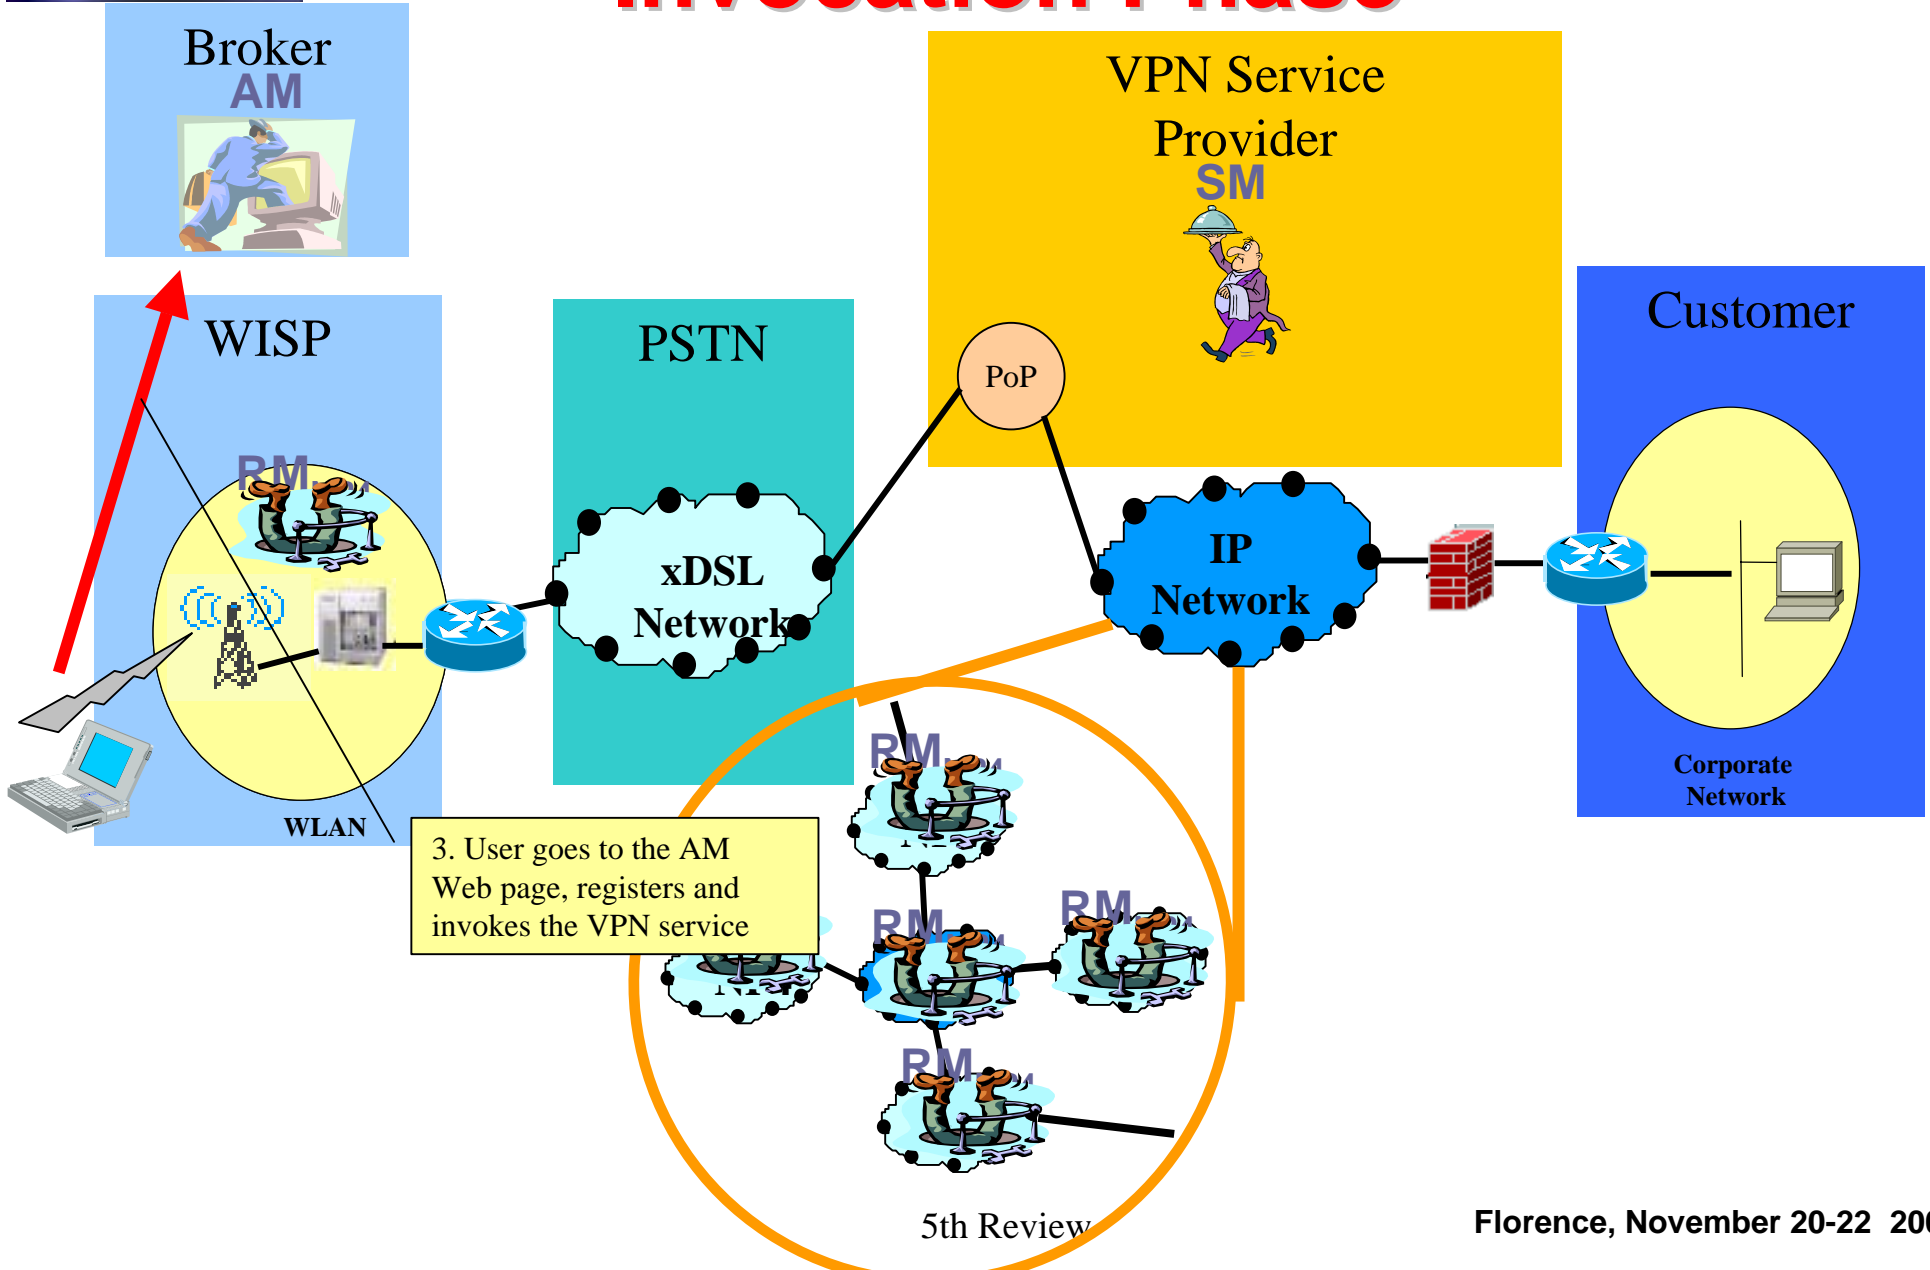 Invocation Phase
Broker
AM
VPN Service
Provider
SM
Customer
WISP
PSTN
PoP
RM
IP
Network
xDSL
Network
RM
Corporate
Network
WLAN
3. User goes to the AM
Web page, registers and
invokes the VPN service
RM
RM
RM
5th Review
Florence, November 20-22